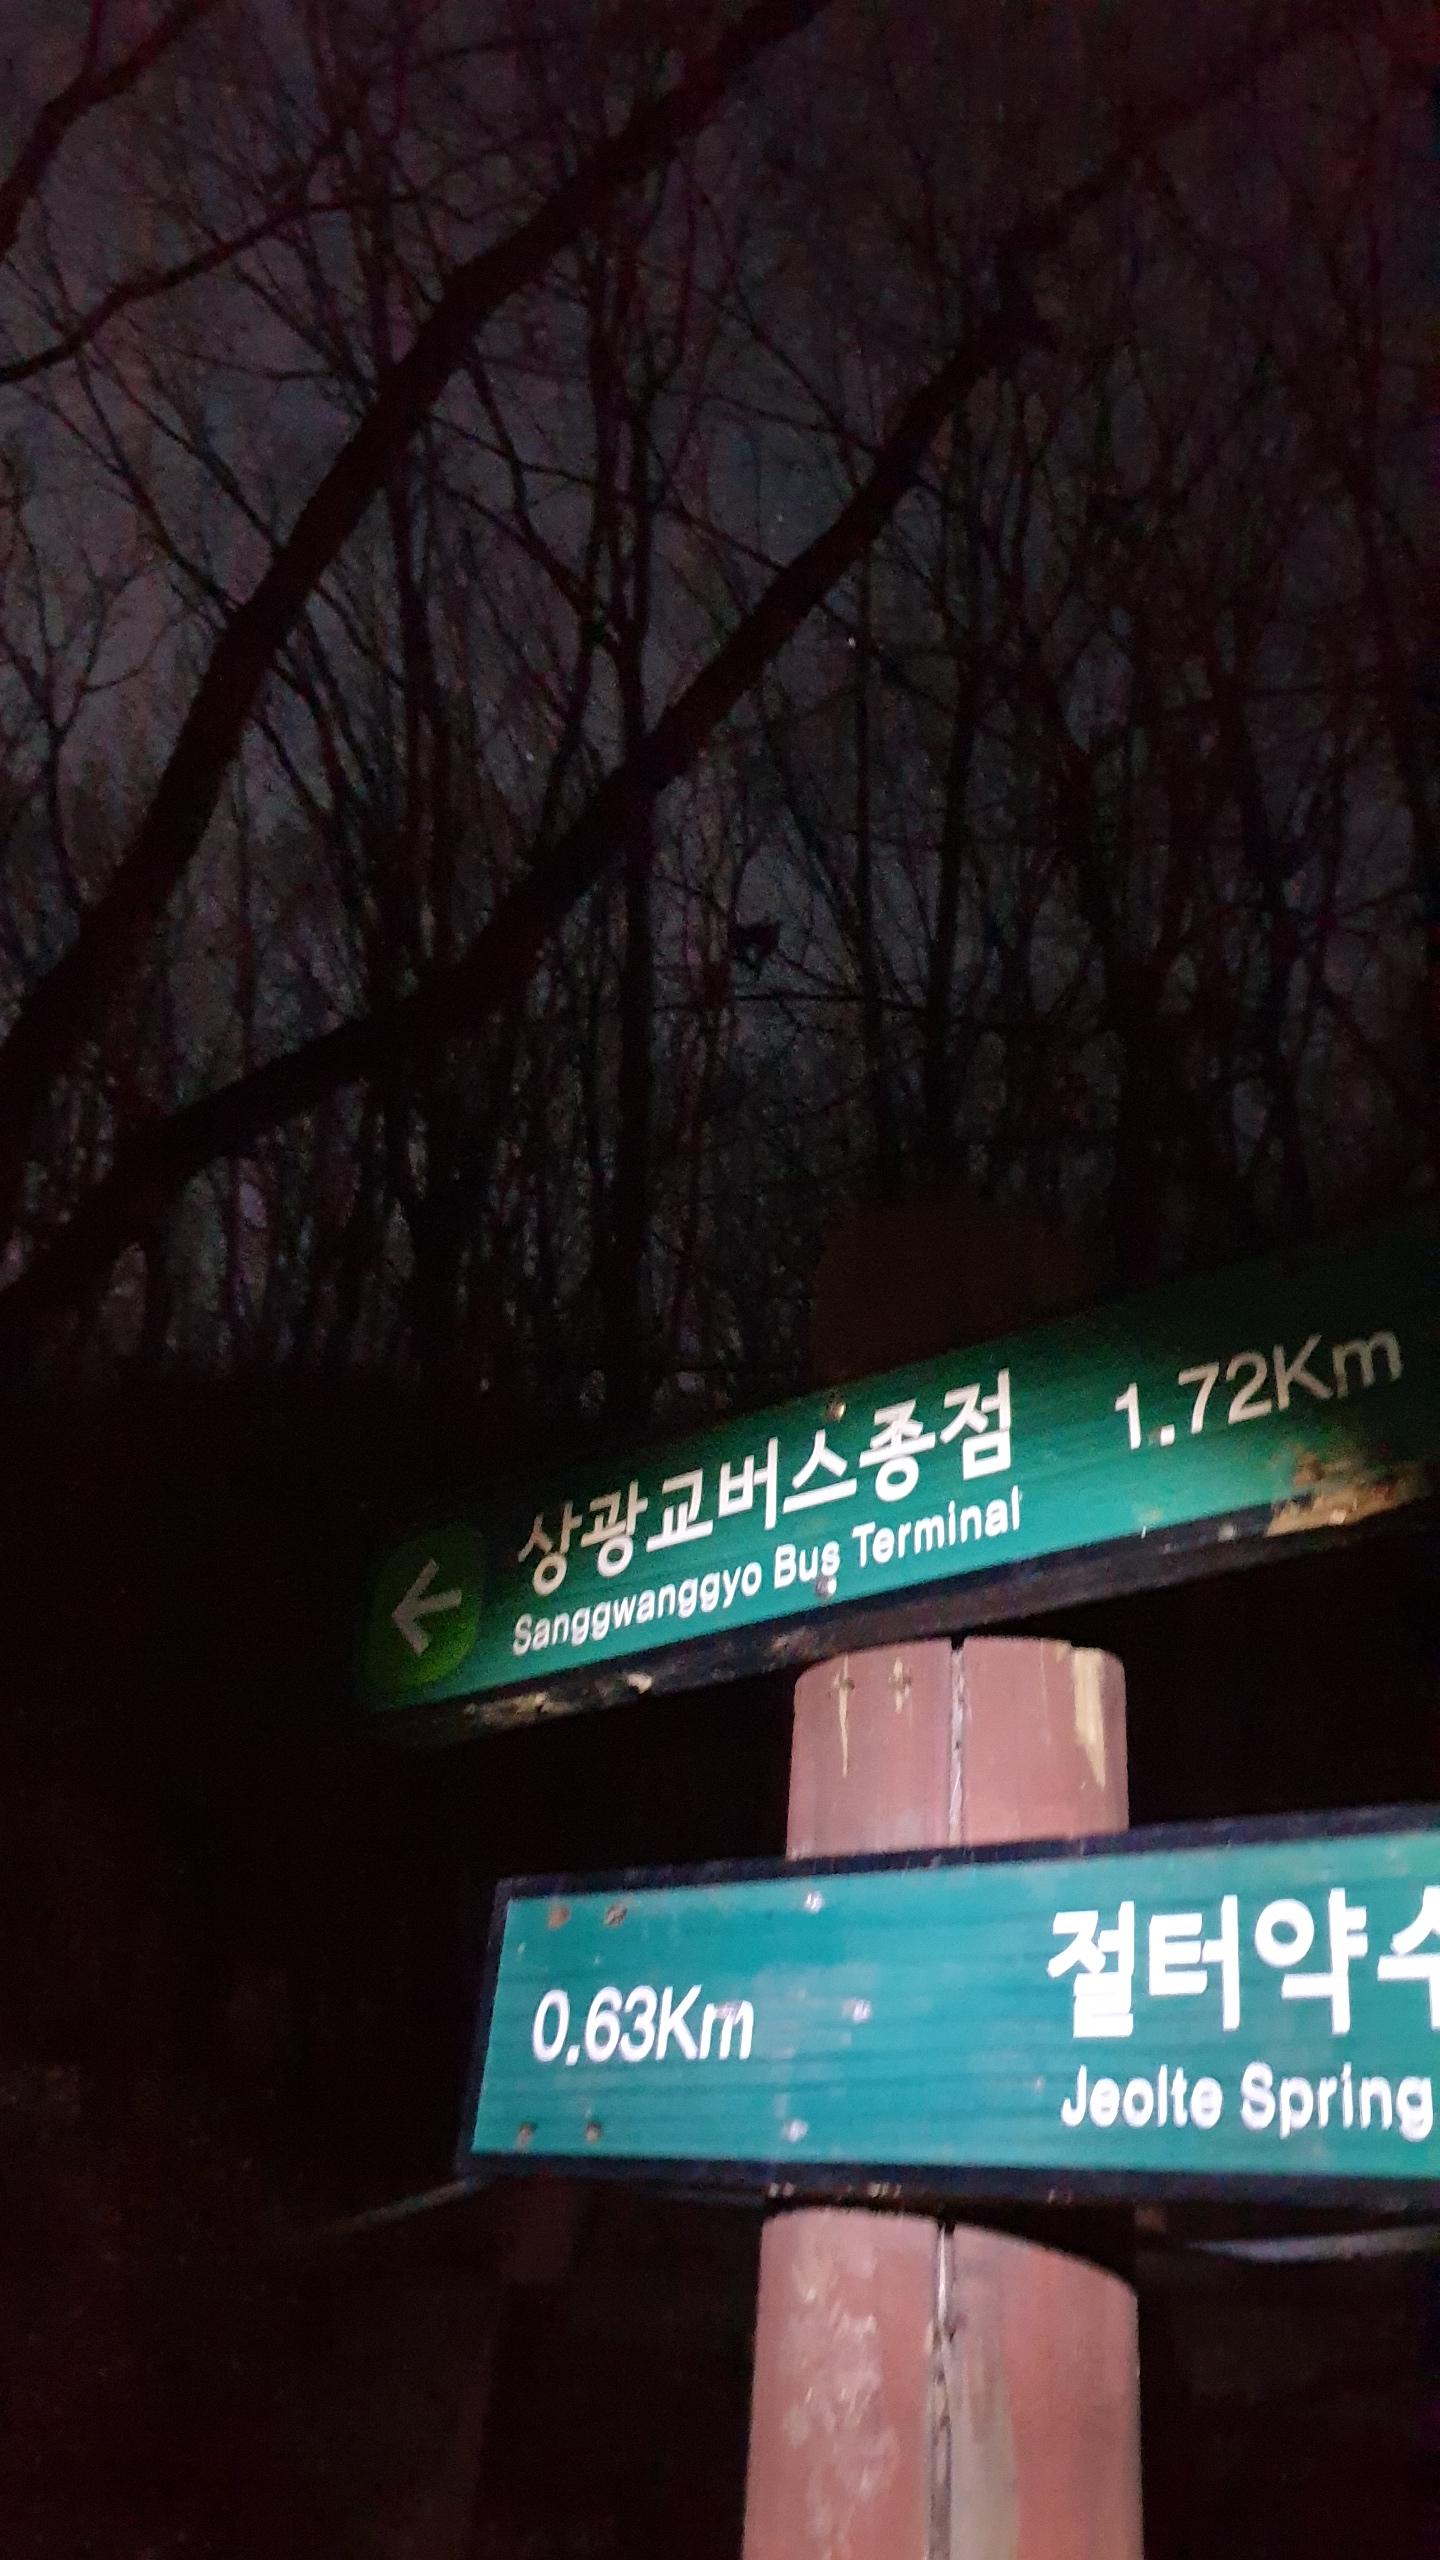 상광교버스종점 1.72Km
Sanggwanggyo Bus Terminal
0.63Km 절터약수
Jeolte Spring